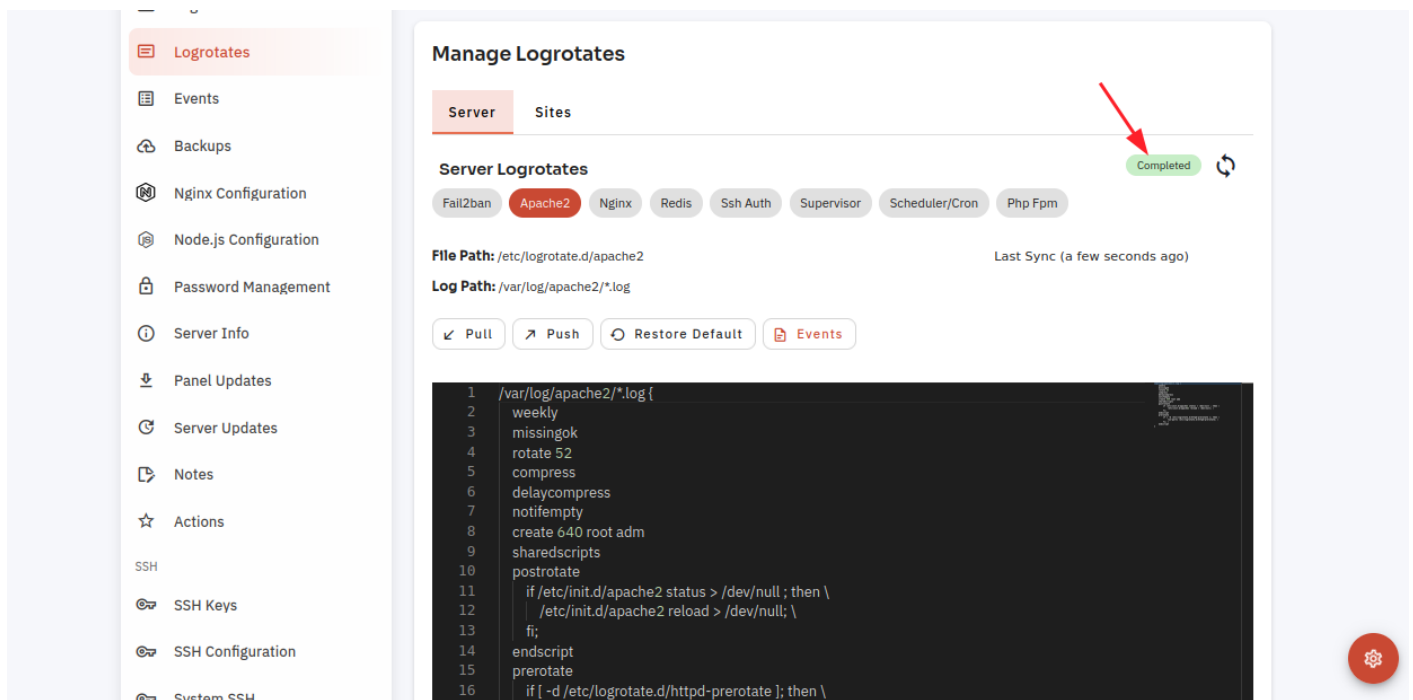 Logrotates
Events
Backups
Nginx Configuration
Node.js Configuration
Password Management
Server Info
Panel Updates
Server Updates
Notes
Actions
SSH
SSH Keys
SSH Configuration
System SSH
Manage Logrotates
Server Sites
Server Logrotates
Completed
Fail2ban Apache2 Nginx Redis Ssh Auth Supervisor Scheduler/Cron Php Fpm
File Path: /etc/logrotate.d/apache2
Last Sync (a few seconds ago)
Log Path: /var/log/apache2/*.log
Pull Push Restore Default Events
1 /var/log/apache2/*.log {
2 weekly
3 missingok
4 rotate 52
5 compress
6 delaycompress
7 notifempty
8 create 640 root adm
9 sharedscripts
10 postrotate
11 if /etc/init.d/apache2 status > /dev/null ; then \
12 /etc/init.d/apache2 reload > /dev/null; \
13 fi;
14 endscript
15 prerotate
16 if [ -d /etc/logrotate.d/httpd-prerotate ]; then \